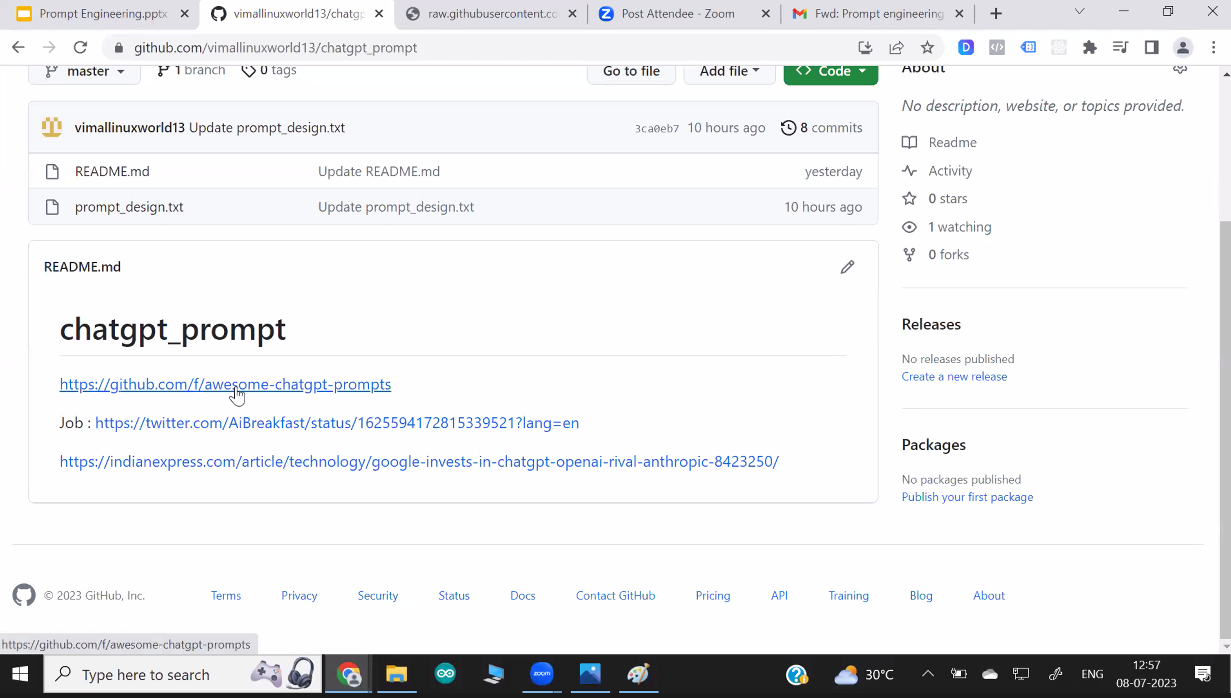 Prompt Engineering.pptx
vimallinuxworld13/chatg
raw.githubusercontent.co
Post Attendee - Zoom
Fwd: Prompt engineering
github.com/vimallinuxworld13/chatgpt_prompt
master
1 branch
0 tags
Go to file
Add file
Code
About
No description, website, or topics provided.
vimallinuxworld13 Update prompt_design.txt
3ca0eb7 10 hours ago
8 commits
README.md
Update README.md
yesterday
prompt_design.txt
Update prompt_design.txt
10 hours ago
Readme
Activity
0 stars
1 watching
0 forks
README.md
chatgpt_prompt
https://github.com/f/awesome-chatgpt-prompts
Job : https://twitter.com/AiBreakfast/status/1625594172815339521?lang=en
https://indianexpress.com/article/technology/google-invests-in-chatgpt-openai-rival-anthropic-8423250/
Releases
No releases published
Create a new release
Packages
No packages published
Publish your first package
© 2023 GitHub, Inc.
Terms
Privacy
Security
Status
Docs
Contact GitHub
Pricing
API
Training
Blog
About
https://github.com/f/awesome-chatgpt-prompts
Type here to search
zoom
30°C
ENG
12:57
08-07-2023